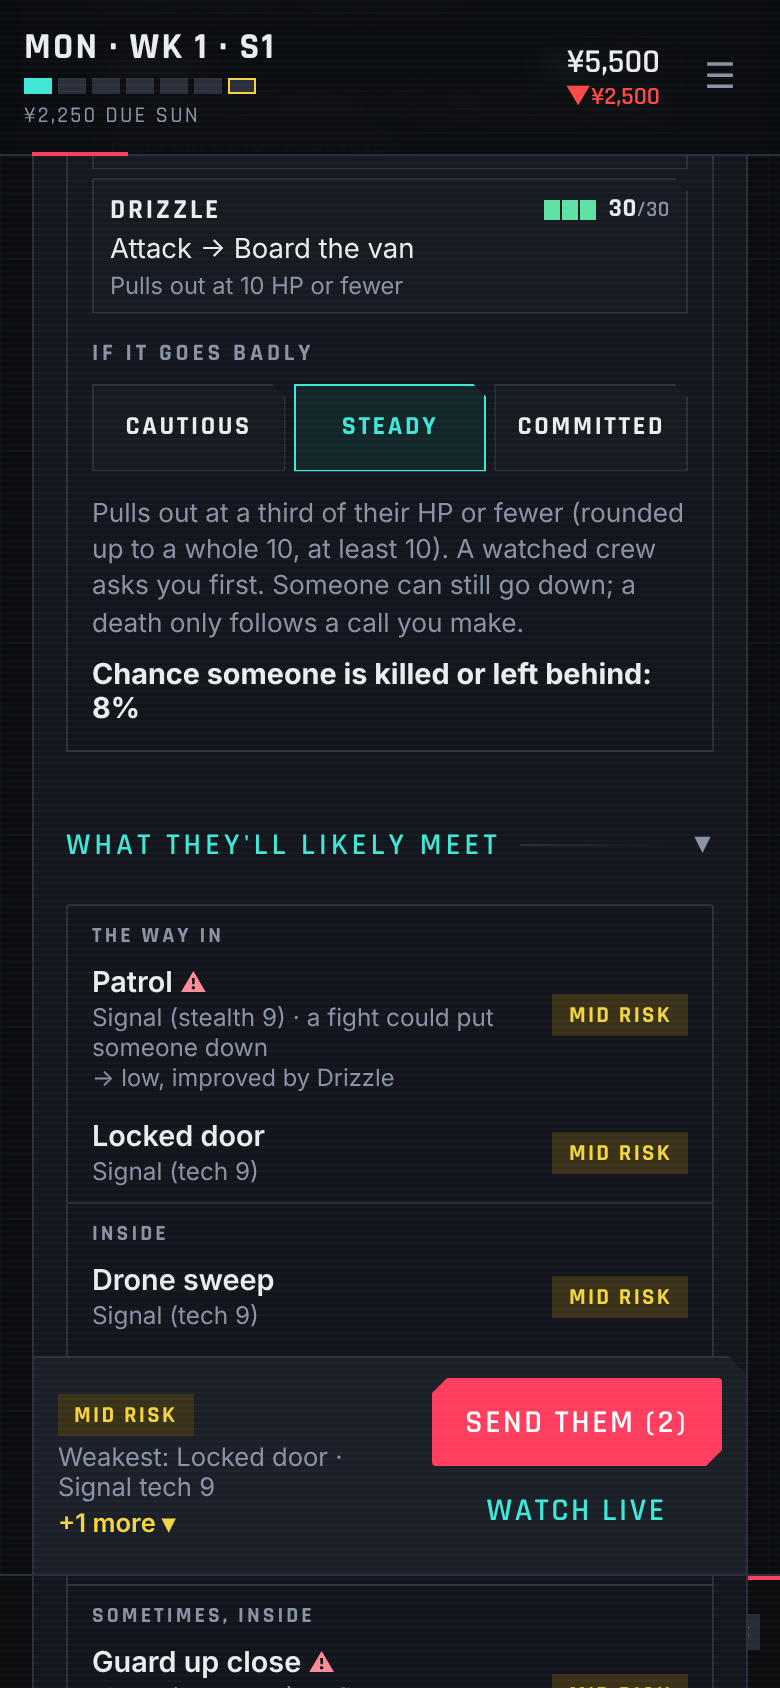 MON · WK 1 · S1
¥2,250 DUE SUN
¥5,500
▼¥2,500
☰
DRIZZLE
30/30
Attack → Board the van
Pulls out at 10 HP or fewer
IF IT GOES BADLY
CAUTIOUS
STEADY
COMMITTED
Pulls out at a third of their HP or fewer (rounded
up to a whole 10, at least 10). A watched crew
asks you first. Someone can still go down; a
death only follows a call you make.
Chance someone is killed or left behind:
8%
WHAT THEY'LL LIKELY MEET
▼
THE WAY IN
Patrol ⚠
Signal (stealth 9) · a fight could put
someone down
→ low, improved by Drizzle
MID RISK
Locked door
Signal (tech 9)
MID RISK
INSIDE
Drone sweep
Signal (tech 9)
MID RISK
MID RISK
Weakest: Locked door ·
Signal tech 9
+1 more ▾
SEND THEM (2)
WATCH LIVE
SOMETIMES, INSIDE
Guard up close ⚠
MID RISK